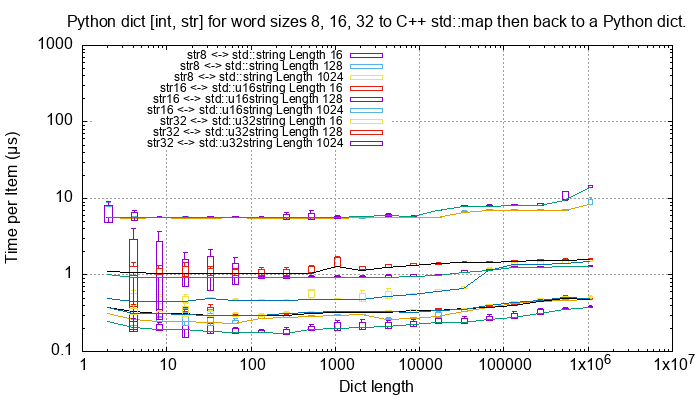 Python dict [int, str] for word sizes 8, 16, 32 to C++ std::map then back to a Python dict.
1000
100
10
1
0.1
Time per Item (µs)
str8 <-> std::string Length 16
str8 <-> std::string Length 128
str8 <-> std::string Length 1024
str16 <-> std::u16string Length 16
str16 <-> std::u16string Length 128
str16 <-> std::u16string Length 1024
str32 <-> std::u32string Length 16
str32 <-> std::u32string Length 128
str32 <-> std::u32string Length 1024
1 10 100 1000 10000 100000 1x10⁶ 1x10⁷
Dict length